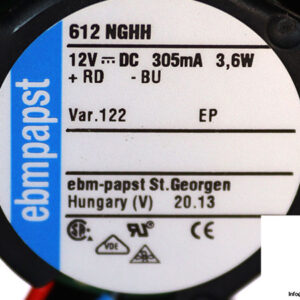 ebmpapst
612 NGHH
12V DC 305mA 3,6W
+ RD - BU
Var.122 EP
ebm-papst St.Georgen
Hungary (V) 20.13
VDE
CE